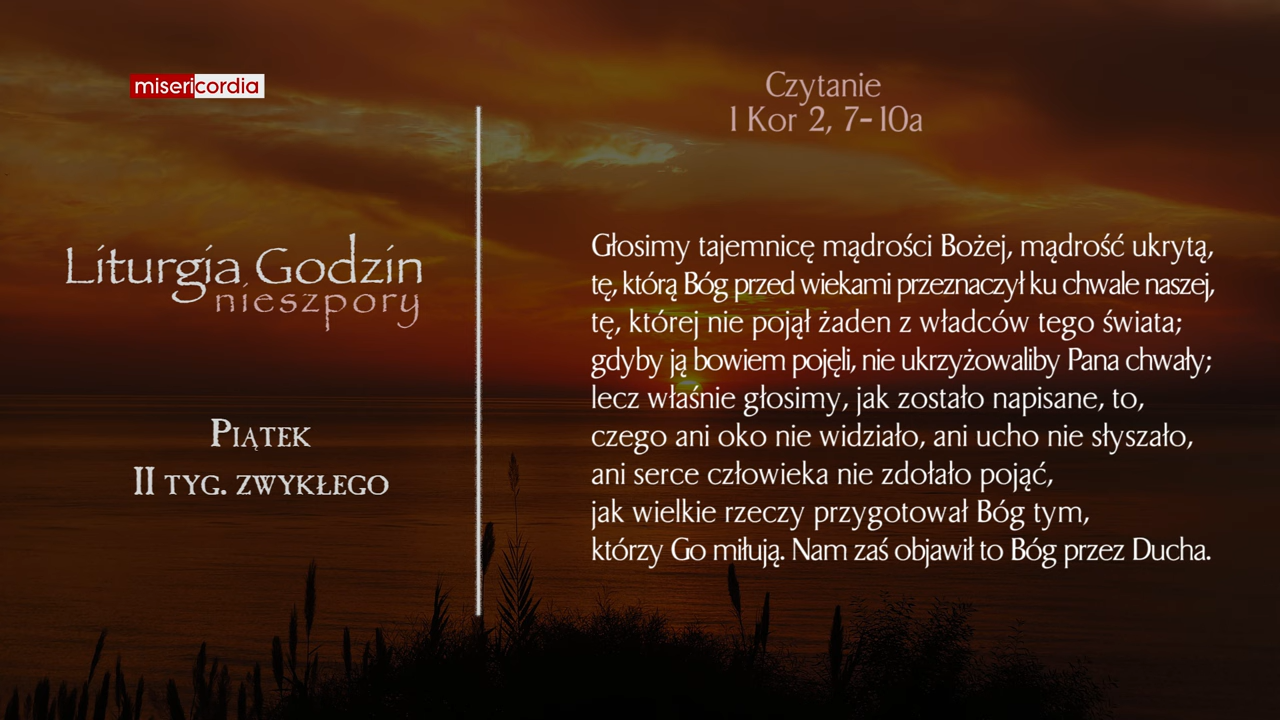 misericordia
Liturgia Godzin
nieszpory
Piątek
II tyg. zwykłego
Czytanie
1 Kor 2, 7-10a
Głosimy tajemnicę mądrości Bożej, mądrość ukrytą,
tę, którą Bóg przed wiekami przeznaczył ku chwale naszej,
tę, której nie pojął żaden z władców tego świata;
gdyby ją bowiem pojęli, nie ukrzyżowaliby Pana chwały;
lecz właśnie głosimy, jak zostało napisane, to,
czego ani oko nie widziało, ani ucho nie słyszało,
ani serce człowieka nie zdołało pojąć,
jak wielkie rzeczy przygotował Bóg tym,
którzy Go miłują. Nam zaś objawił to Bóg przez Ducha.